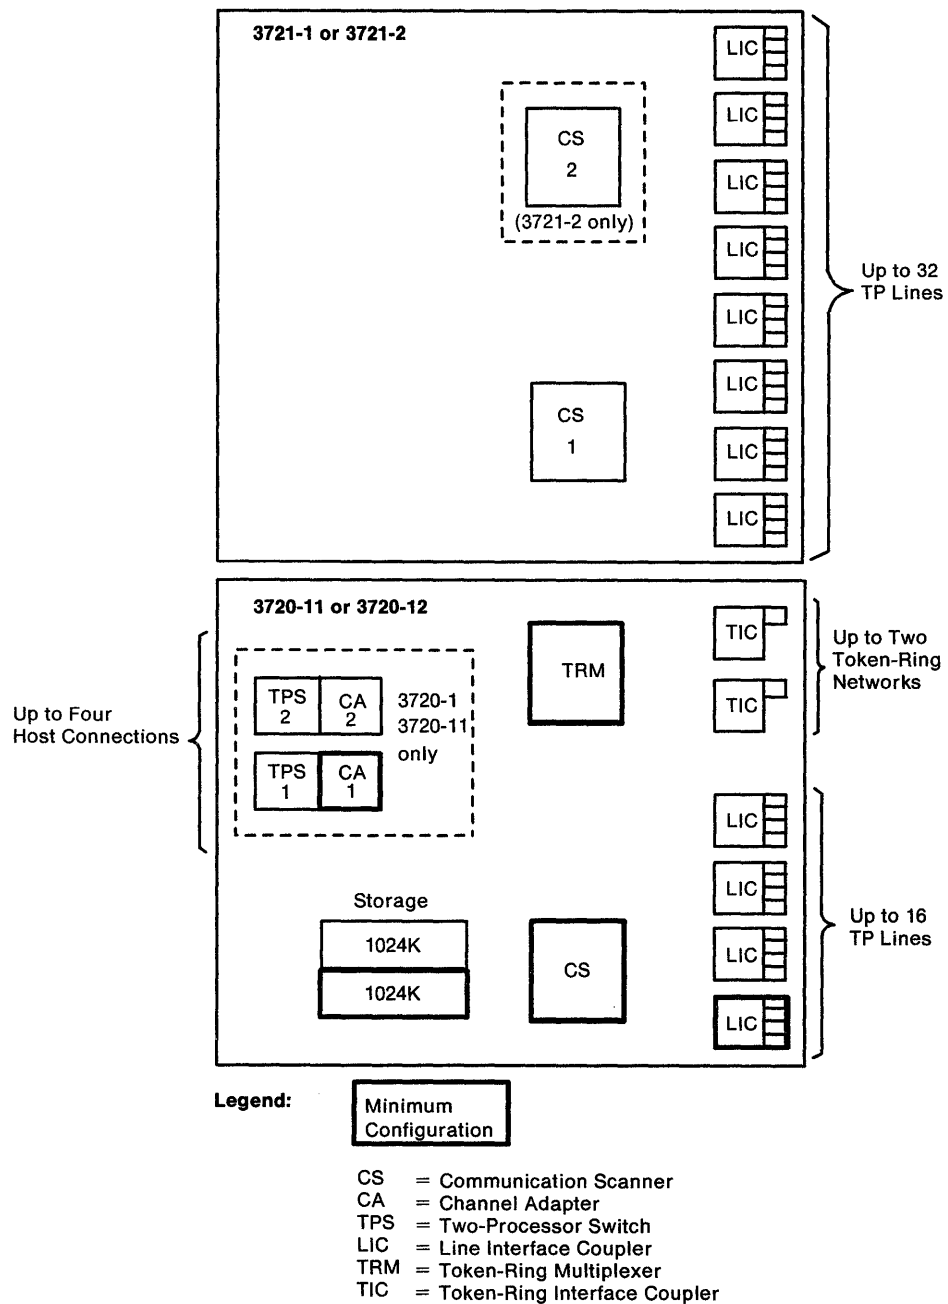 3721-1 or 3721-2
LIC
LIC
LIC
LIC
LIC
LIC
LIC
LIC
CS
2
(3721-2 only)
CS
1
Up to 32
TP Lines
3720-11 or 3720-12
TRM
TIC
TIC
Up to Two
Token-Ring
Networks
Up to Four
Host Connections
TPS
2
CA
2
TPS
1
CA
1
3720-1
3720-11
only
LIC
LIC
LIC
LIC
Up to 16
TP Lines
Storage
1024K
1024K
CS
Legend:
Minimum
Configuration
CS = Communication Scanner
CA = Channel Adapter
TPS = Two-Processor Switch
LIC = Line Interface Coupler
TRM = Token-Ring Multiplexer
TIC = Token-Ring Interface Coupler